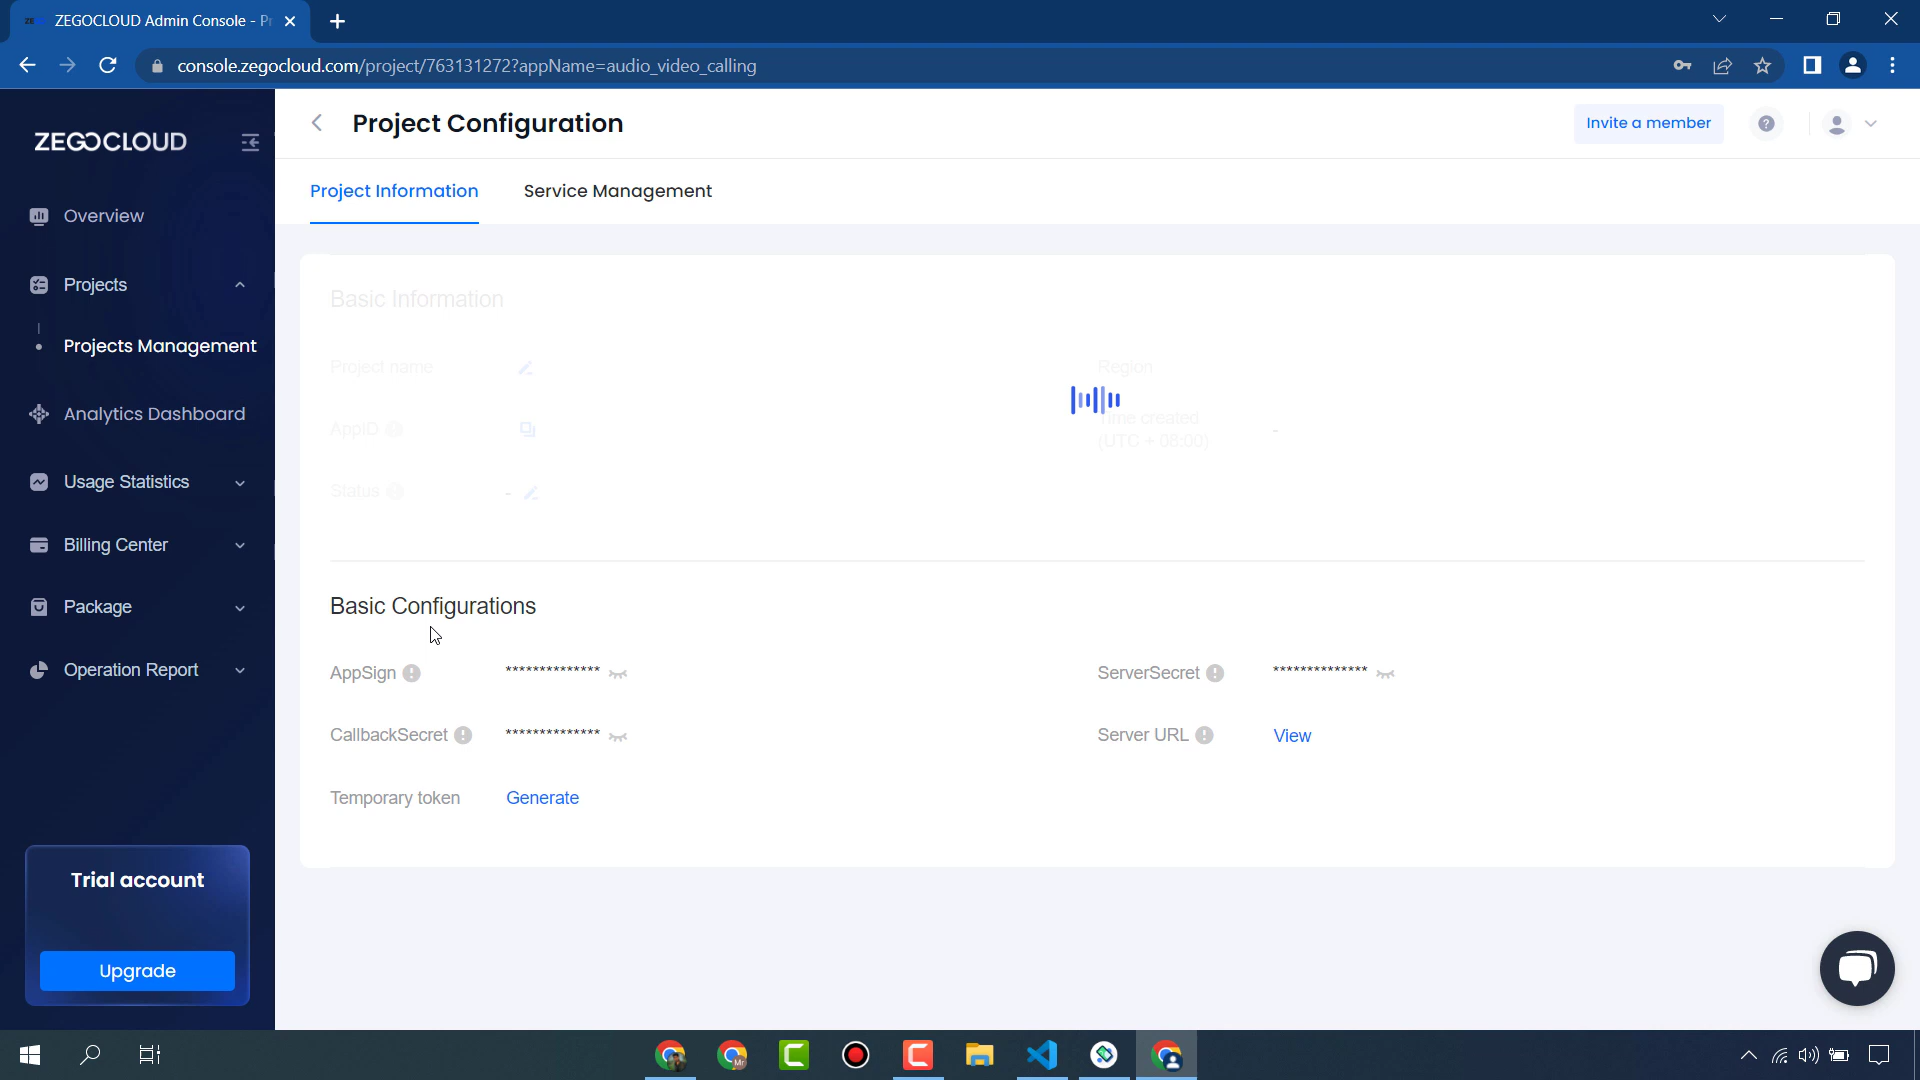 ZEGOCLOUD Admin Console - Pr
console.zegocloud.com/project/763131272?appName=audio_video_calling
ZEGOCLOUD
Project Configuration
Invite a member
Project Information
Service Management
Overview
Projects
Projects Management
Analytics Dashboard
Usage Statistics
Billing Center
Package
Operation Report
Basic Information
Project name
Region
AppID
Time created
(UTC + 08:00)
-
Status
-
Basic Configurations
AppSign
**************
ServerSecret
**************
CallbackSecret
**************
Server URL
View
Temporary token
Generate
Trial account
Upgrade